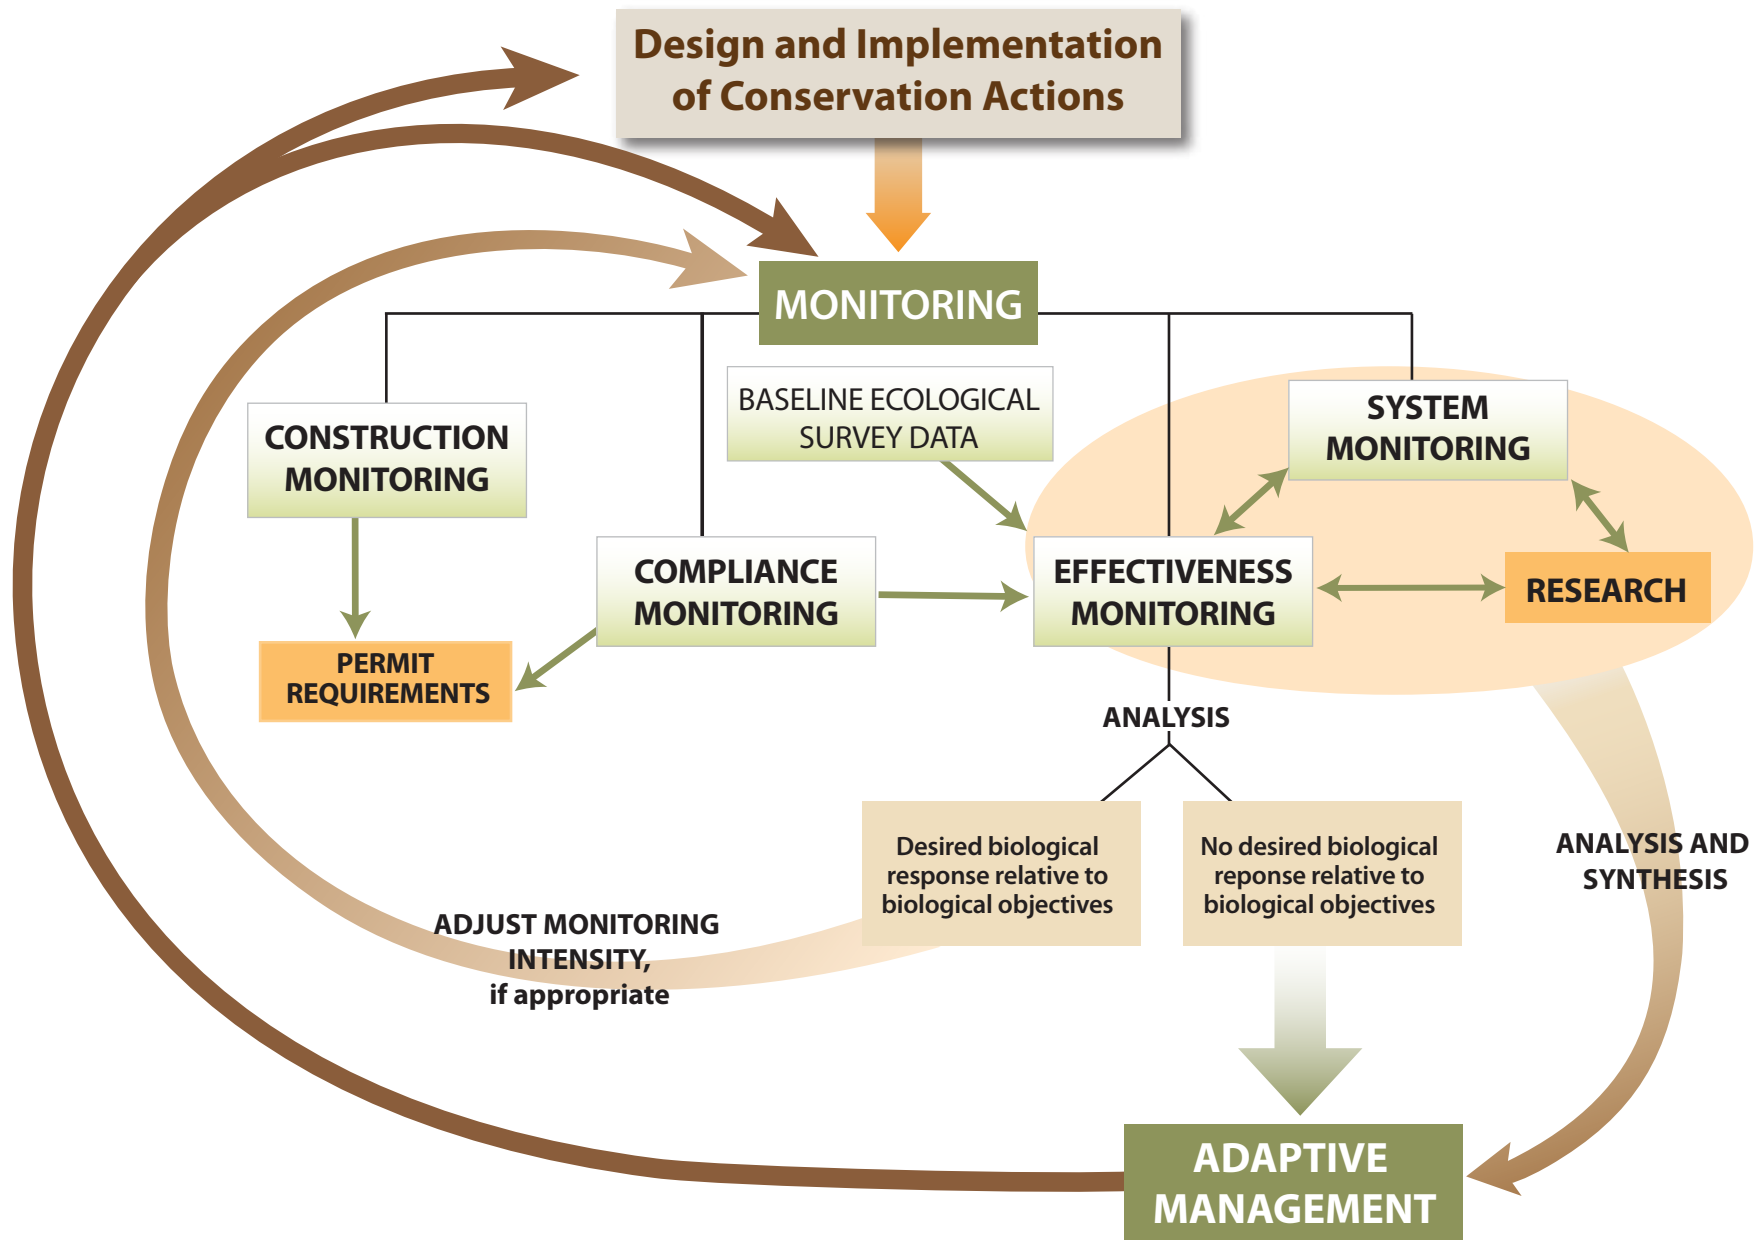 Design and Implementation
of Conservation Actions
MONITORING
BASELINE ECOLOGICAL
SURVEY DATA
SYSTEM
MONITORING
CONSTRUCTION
MONITORING
COMPLIANCE
MONITORING
EFFECTIVENESS
MONITORING
RESEARCH
PERMIT
REQUIREMENTS
ANALYSIS
Desired biological
response relative to
biological objectives
No desired biological
reponse relative to
biological objectives
ANALYSIS AND
SYNTHESIS
ADJUST MONITORING
INTENSITY,
if appropriate
ADAPTIVE
MANAGEMENT